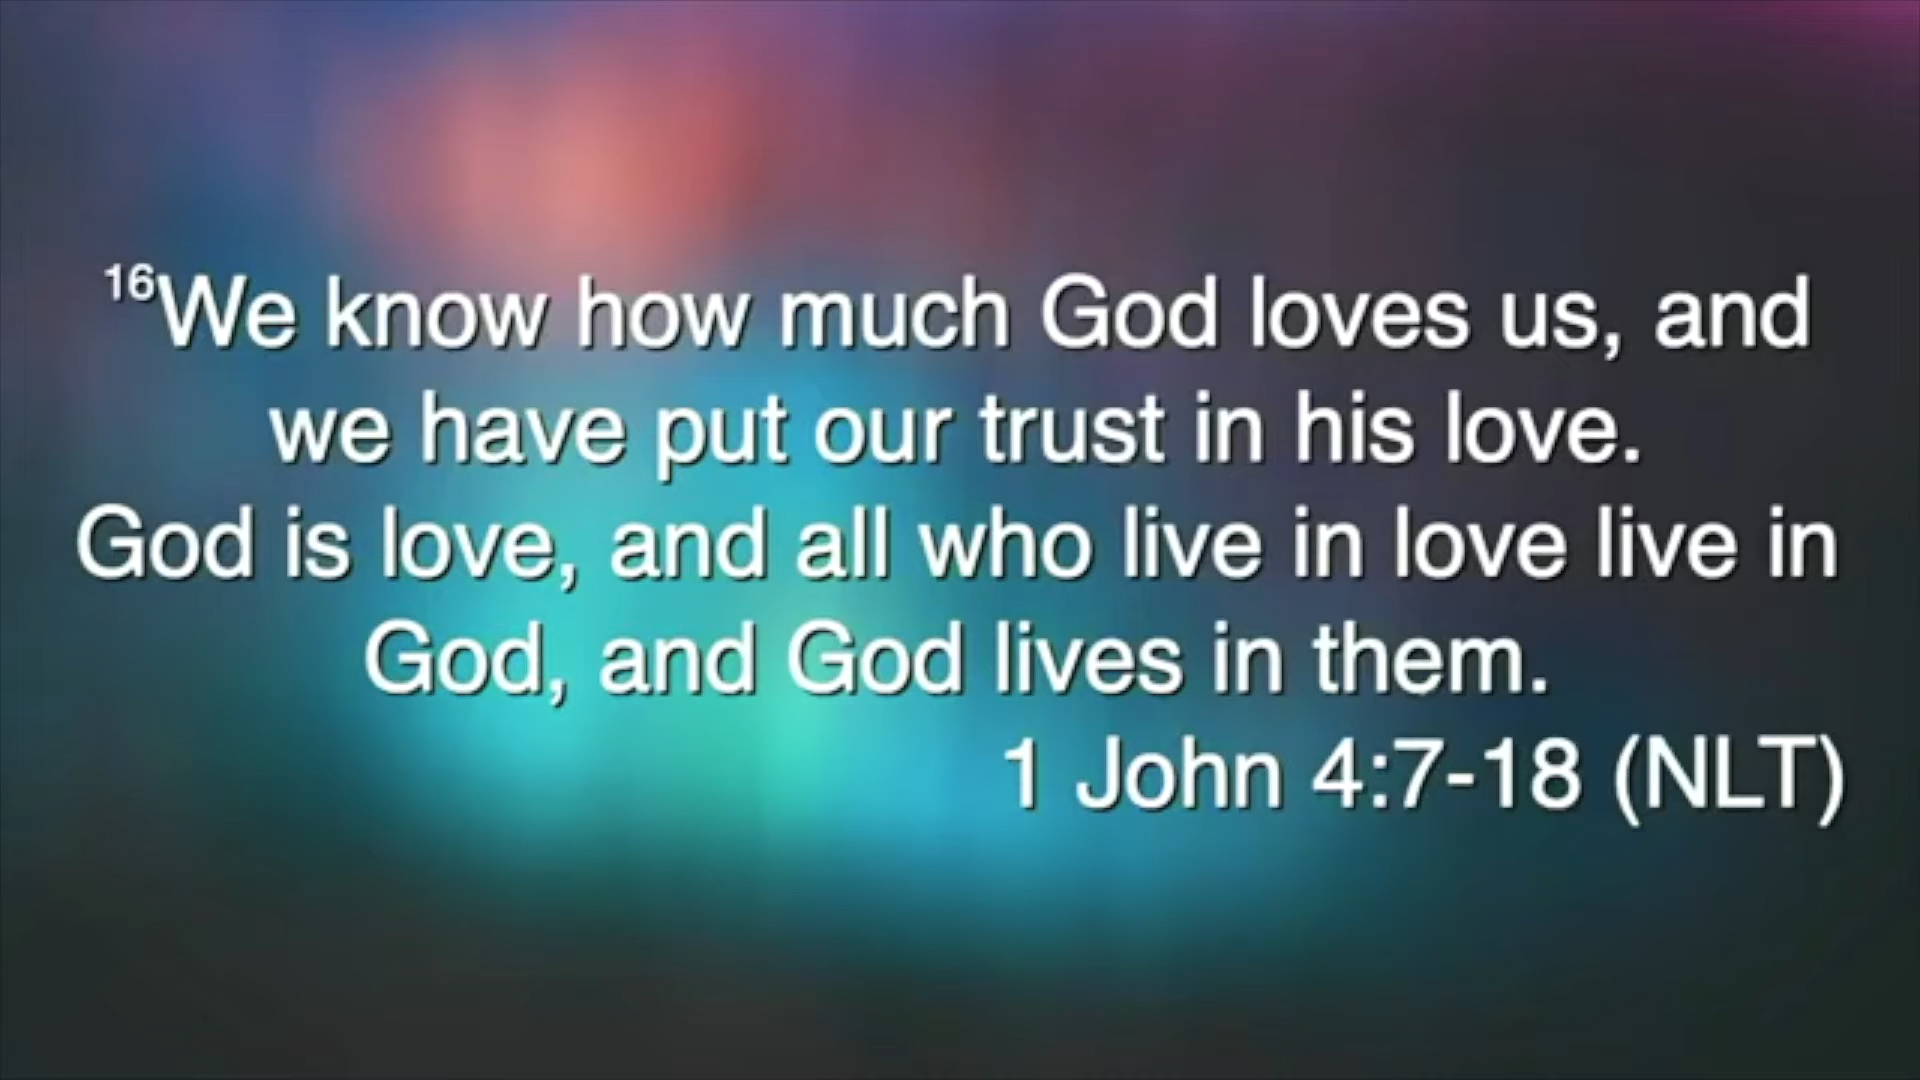 16We know how much God loves us, and
we have put our trust in his love.
God is love, and all who live in love live in
God, and God lives in them.
1 John 4:7-18 (NLT)